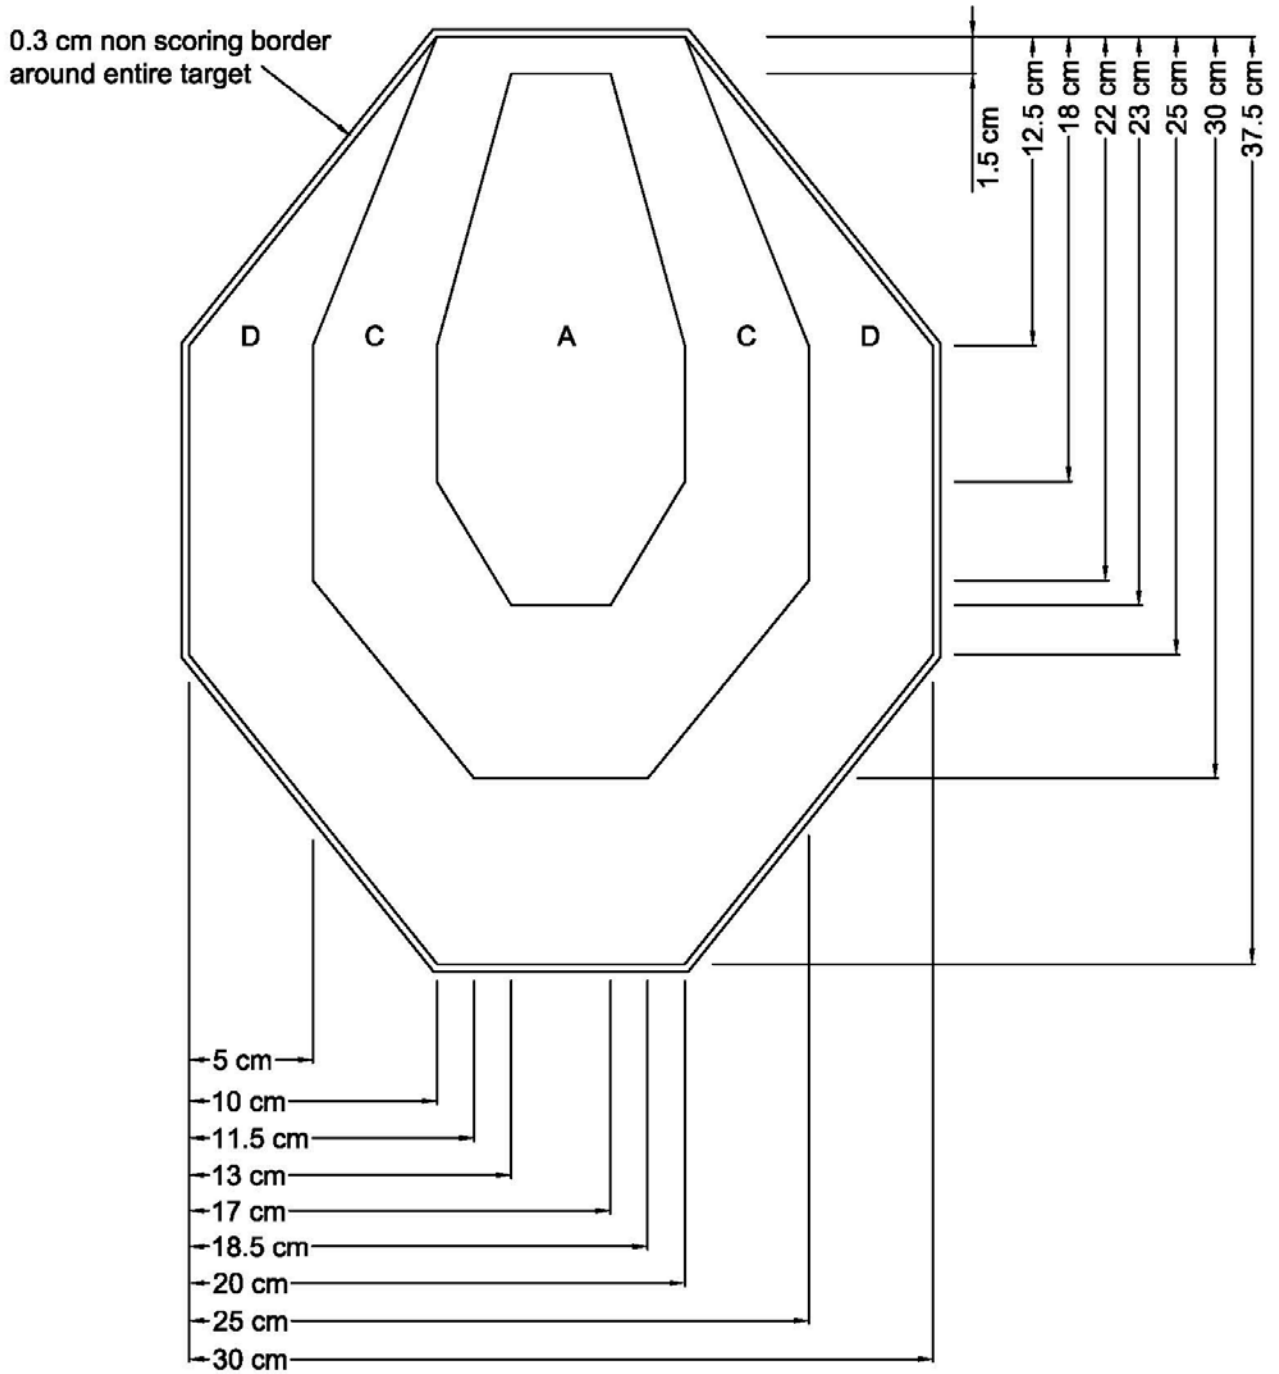 0.3 cm non scoring border
around entire target
1.5 cm
12.5 cm
18 cm
22 cm
23 cm
25 cm
30 cm
37.5 cm
D
C
A
C
D
5 cm
10 cm
11.5 cm
13 cm
17 cm
18.5 cm
20 cm
25 cm
30 cm